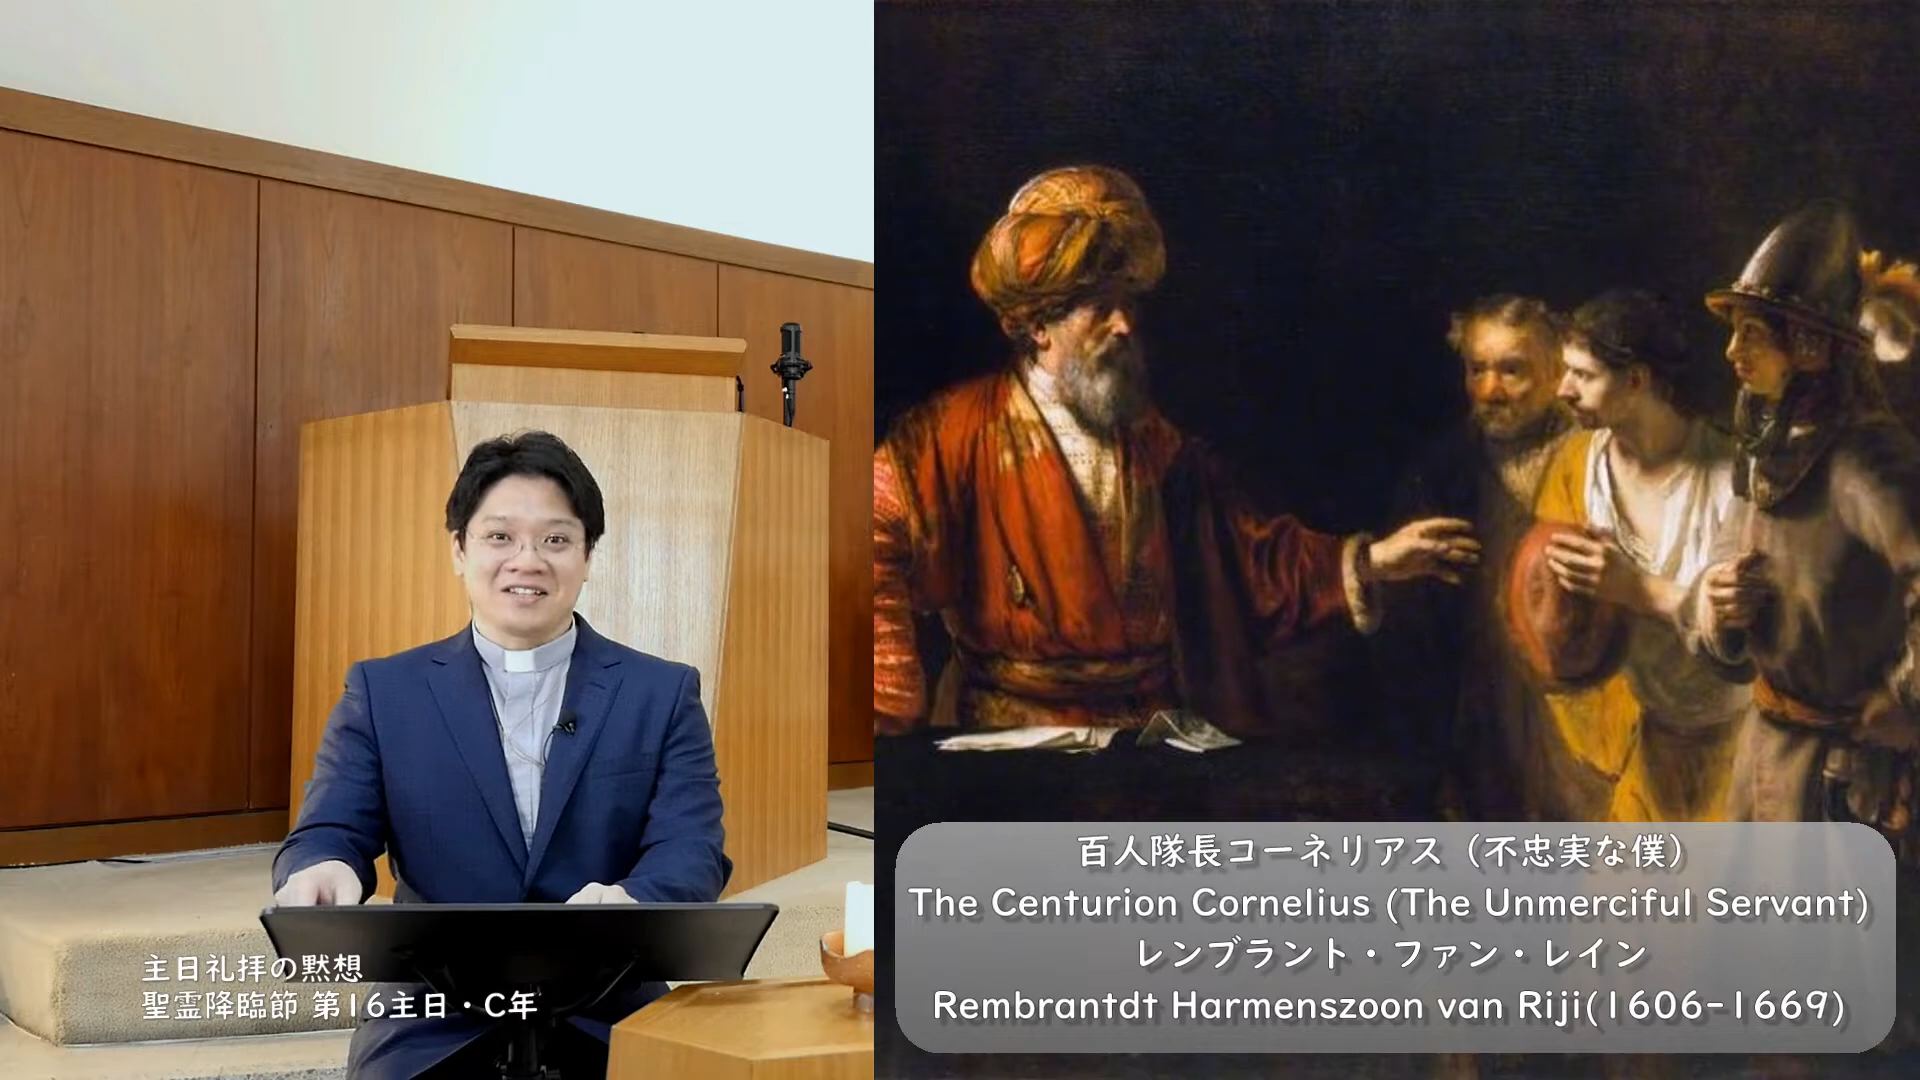 主日礼拝の黙想
聖霊降臨節 第16主日・C年
百人隊長コーネリアス（不忠実な僕）
The Centurion Cornelius (The Unmerciful Servant)
レンブラント・ファン・レイン
Rembrantdt Harmenszoon van Riji(1606-1669)